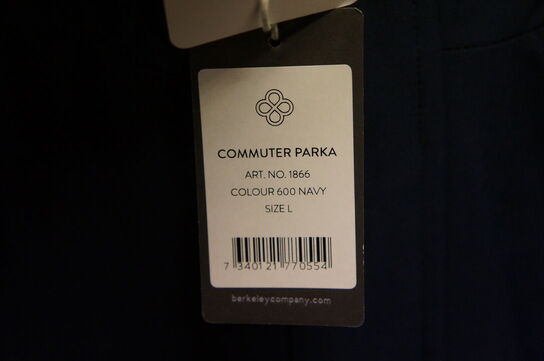 COMMUTER PARKA
ART. NO. 1866
COLOUR 600 NAVY
SIZE L
7 340121 770554
berkeleycompany.com